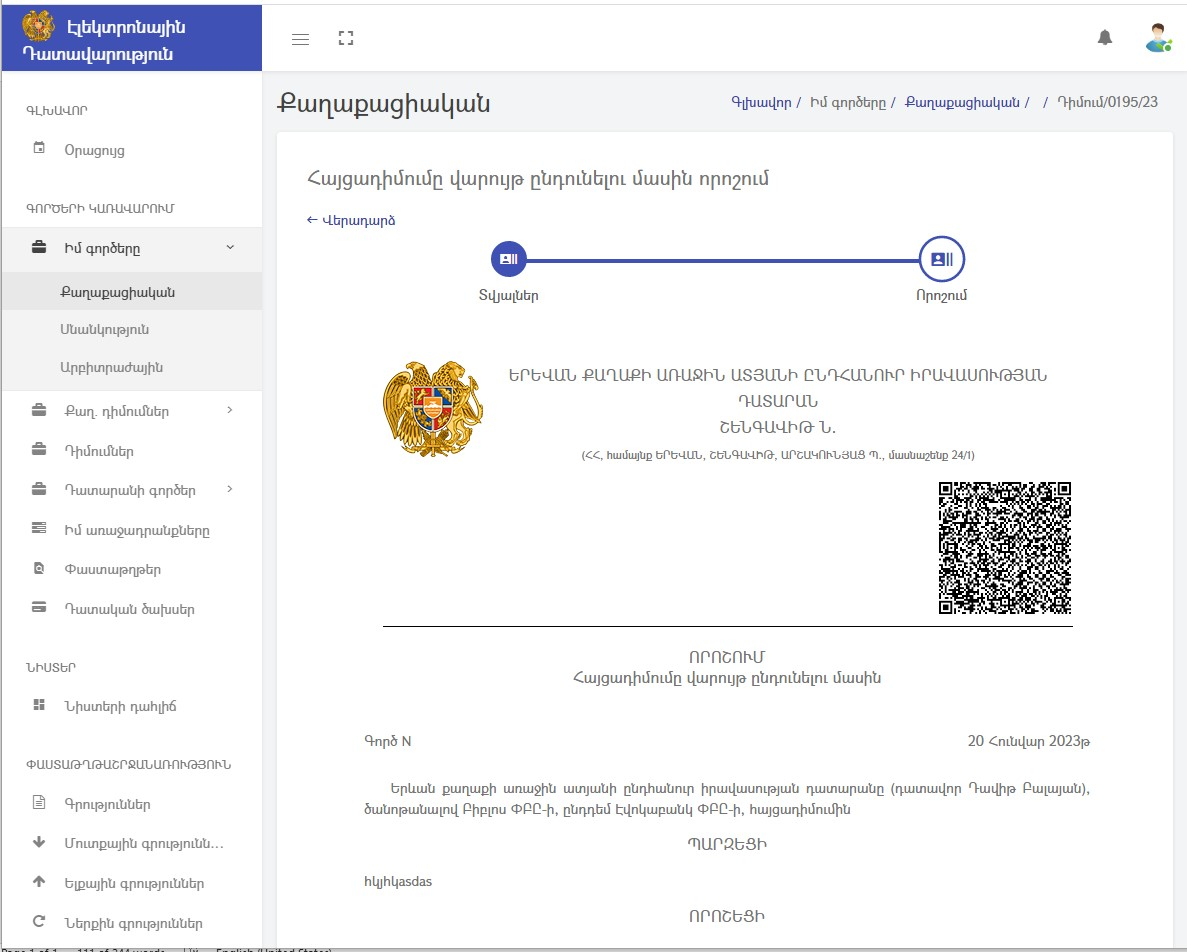 Էլեկտրոնային
Դատավարություն
ԳԼԽԱՎՈՐ
Օրացույց
ԳՈՐԾԵՐԻ ԿԱՌԱՎԱՐՈՒՄ
Իմ գործերը
Քաղաքացիական
Սնանկություն
Արբիտրաժային
Քաղ. դիմումներ
Դիմումներ
Դատարանի գործեր
Իմ առաջադրանքները
Փաստաթղթեր
Դատական ծախսեր
ՆԻՍՏԵՐ
Նիստերի դահլիճ
ՓԱՍՏԱԹՂԹԱՇՐՋԱՆԱՌՈՒԹՅՈՒՆ
Գրություններ
Մուտքային գրությունն...
Ելքային գրություններ
Ներքին գրություններ
Քաղաքացիական
Գլխավոր / Իմ գործերը / Քաղաքացիական / / Դիմում/0195/23
Հայցադիմումը վարույթ ընդունելու մասին որոշում
← Վերադարձ
Տվյալներ
Որոշում
ԵՐԵՎԱՆ ՔԱՂԱՔԻ ԱՌԱՋԻՆ ԱՏՅԱՆԻ ԸՆԴՀԱՆՈՒՐ ԻՐԱՎԱՍՈՒԹՅԱՆ
ԴԱՏԱՐԱՆ
ՇԵՆԳԱՎԻԹ Ն.
(ՀՀ, համայնք ԵՐԵՎԱՆ, ՇԵՆԳԱՎԻԹ, ԱՐՇԱԿՈՒՆՅԱՑ Պ., մասնաշենք 24/1)
ՈՐՈՇՈՒՄ
Հայցադիմումը վարույթ ընդունելու մասին
Գործ N
20 Հունվար 2023թ
Երևան քաղաքի առաջին ատյանի ընդհանուր իրավասության դատարանը (դատավոր Դավիթ Բալայան),
ծանոթանալով Բիբլոս ՓԲԸ-ի, ընդդեմ Էվոկաբանկ ՓԲԸ-ի, հայցադիմումին
ՊԱՐԶԵՑԻ
հկյհկasdas
ՈՐՈՇԵՑԻ